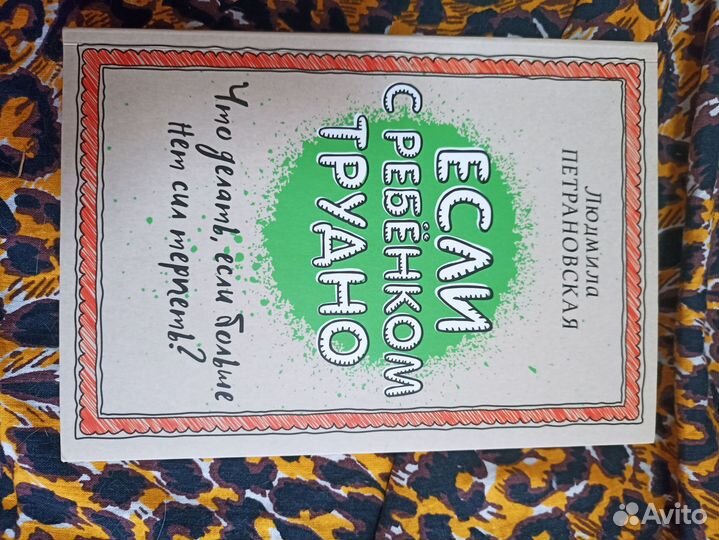 Людмила
ПЕТРАНОВСКАЯ
ЕСЛИ
С РЕБЁНКОМ
ТРУДНО
Что делать, если больше
нет сил терпеть?
Avito